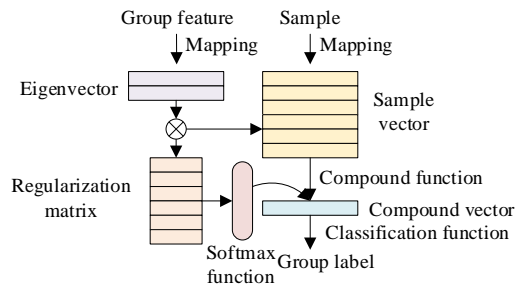 Group feature
Sample
Mapping
Mapping
Eigenvector
Sample
vector
Regularization
matrix
Compound function
Compound vector
Classification function
Softmax
function
Group label